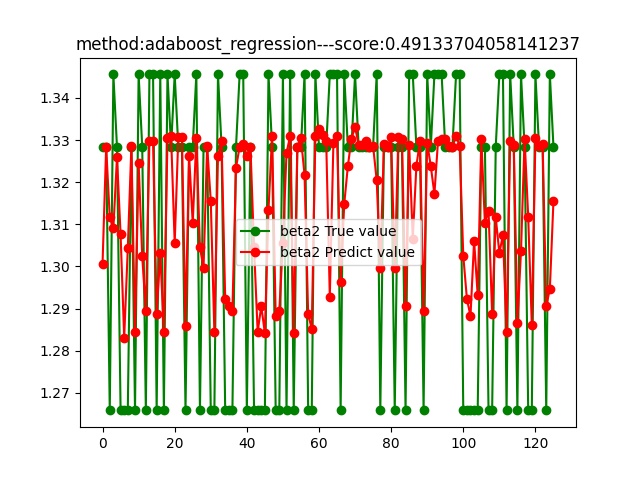 method:adaboost_regression---score:0.49133704058141237
1.34
1.33
1.32
1.31
1.30
1.29
1.28
1.27
beta2 True value
beta2 Predict value
0 20 40 60 80 100 120